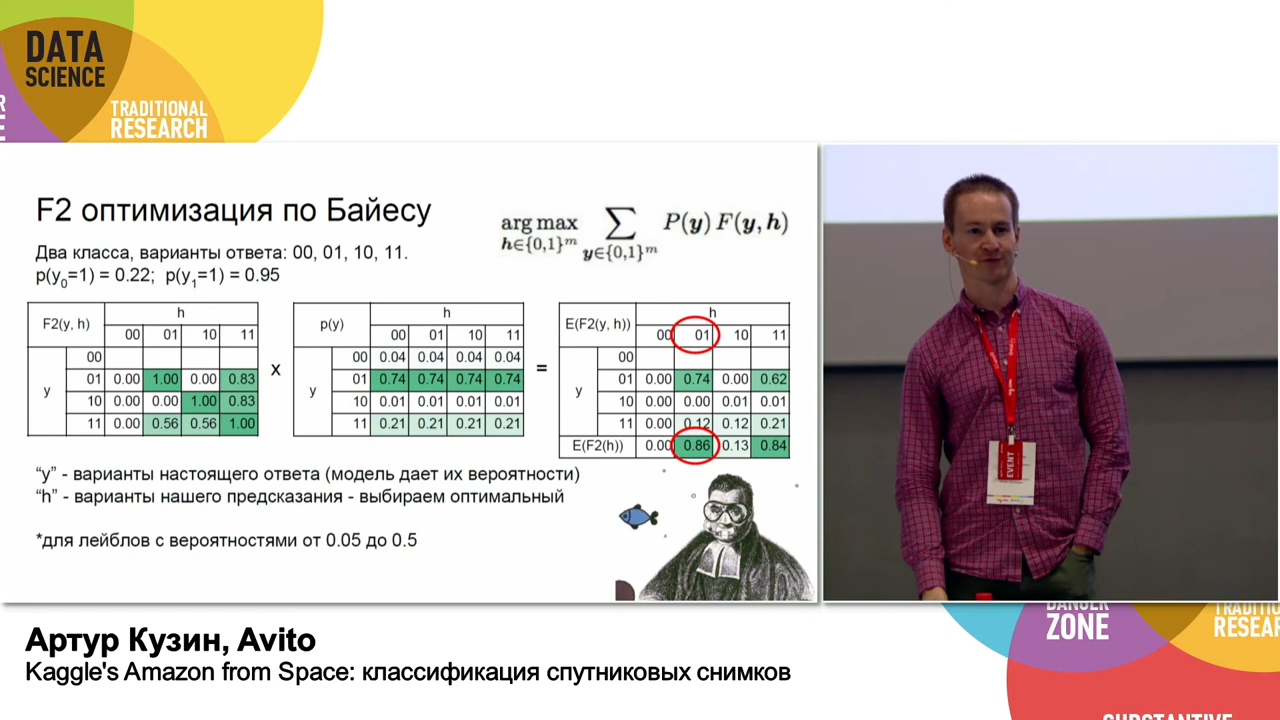 DATA
SCIENCE
TRADITIONAL
RESEARCH
F2 оптимизация по Байесу
arg max ∑ P(y) F(y, h)
h∈{0,1}^m y∈{0,1}^m
Два класса, варианты ответа: 00, 01, 10, 11.
p(y0=1) = 0.22; p(y1=1) = 0.95
F2(y, h) h
00 01 10 11
y 00
01 0.00 1.00 0.00 0.83
10 0.00 0.00 1.00 0.83
11 0.00 0.56 0.56 1.00
x
p(y) h
00 01 10 11
y 00 0.04 0.04 0.04 0.04
01 0.74 0.74 0.74 0.74
10 0.01 0.01 0.01 0.01
11 0.21 0.21 0.21 0.21
=
E(F2(y, h)) h
00 01 10 11
y 00
01 0.00 0.74 0.00 0.62
10 0.00 0.00 0.01 0.01
11 0.00 0.12 0.12 0.21
E(F2(h)) 0.00 0.86 0.13 0.84
“y” - варианты настоящего ответа (модель дает их вероятности)
“h” - варианты нашего предсказания - выбираем оптимальный
*для лейблов с вероятностями от 0.05 до 0.5
EVENT
Артур Кузин, Avito
Kaggle's Amazon from Space: классификация спутниковых снимков
DANGER
ZONE
TRADITIO
RESEAR
SUBSTANTIVE